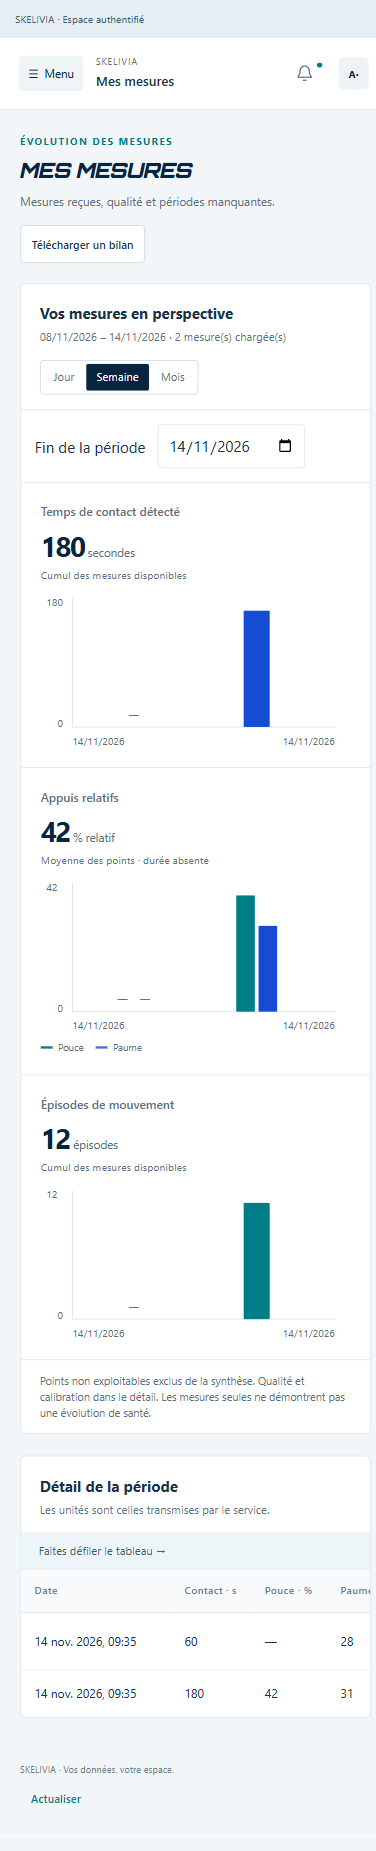 SKELIVIA · Espace authentifié
☰ Menu
SKELIVIA
Mes mesures
A·
ÉVOLUTION DES MESURES
MES MESURES
Mesures reçues, qualité et périodes manquantes.
Télécharger un bilan
Vos mesures en perspective
08/11/2026 – 14/11/2026 · 2 mesure(s) chargée(s)
Jour Semaine Mois
Fin de la période 14/11/2026
Temps de contact détecté
180 secondes
Cumul des mesures disponibles
180
—
0
14/11/2026 14/11/2026
Appuis relatifs
42 % relatif
Moyenne des points · durée absente
42
— —
0
14/11/2026 14/11/2026
Pouce Paume
Épisodes de mouvement
12 épisodes
Cumul des mesures disponibles
12
—
0
14/11/2026 14/11/2026
Points non exploitables exclus de la synthèse. Qualité et
calibration dans le détail. Les mesures seules ne démontrent pas
une évolution de santé.
Détail de la période
Les unités sont celles transmises par le service.
Faites défiler le tableau →
Date Contact · s Pouce · % Paume
14 nov. 2026, 09:35 60 — 28
14 nov. 2026, 09:35 180 42 31
SKELIVIA · Vos données, votre espace.
Actualiser